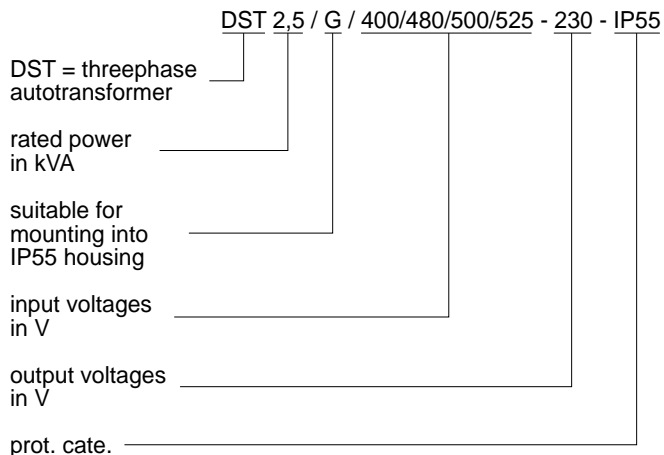 DST 2,5 / G / 400/480/500/525 - 230 - IP55
DST = threephase
autotransformer
rated power
in kVA
suitable for
mounting into
IP55 housing
input voltages
in V
output voltages
in V
prot. cate.